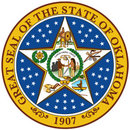 GREAT SEAL OF THE STATE OF OKLAHOMA
1907